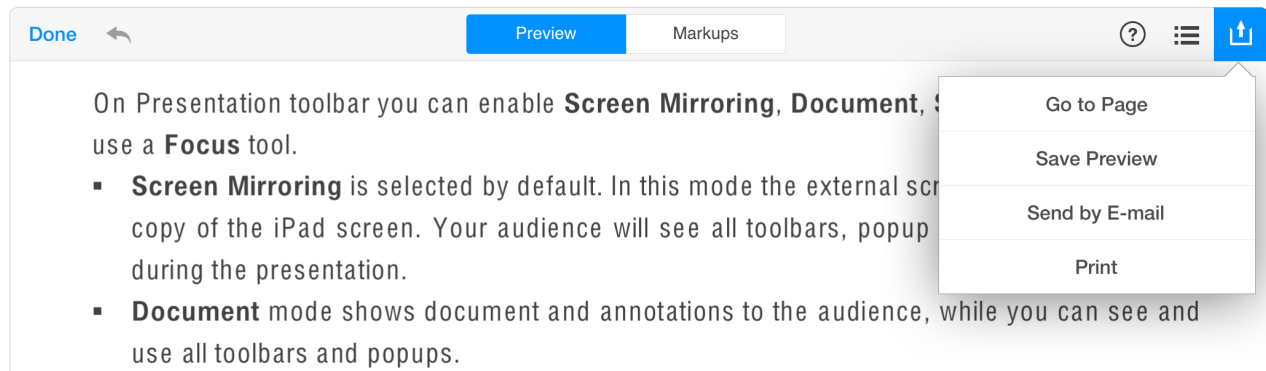 Done
Preview
Markups
?
Go to Page
Save Preview
Send by E-mail
Print
On Presentation toolbar you can enable Screen Mirroring, Document,
use a Focus tool.
▪ Screen Mirroring is selected by default. In this mode the external
copy of the iPad screen. Your audience will see all toolbars, popup
during the presentation.
▪ Document mode shows document and annotations to the audience, while you can see and
use all toolbars and popups.